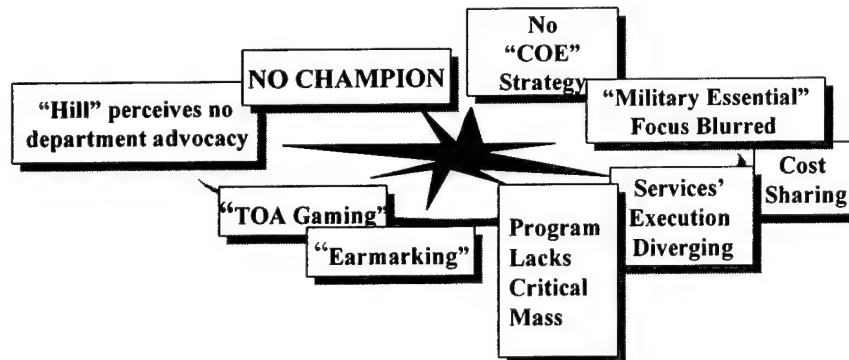 No
“COE”
Strategy
NO CHAMPION
“Military Essential”
Focus Blurred
“Hill” perceives no
department advocacy
Cost
Sharing
Services’
Execution
Diverging
“TOA Gaming”
“Earmarking”
Program
Lacks
Critical
Mass